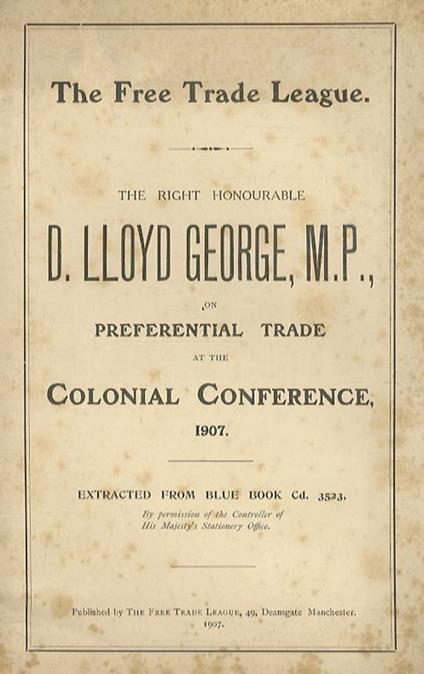 The Free Trade League.
THE RIGHT HONOURABLE
D. LLOYD GEORGE, M.P.,
ON
PREFERENTIAL TRADE
AT THE
COLONIAL CONFERENCE,
1907.
EXTRACTED FROM BLUE BOOK Cd. 3523.
By permission of the Controller of
His Majesty's Stationery Office.
Published by THE FREE TRADE LEAGUE, 49, Deansgate Manchester.
1907.